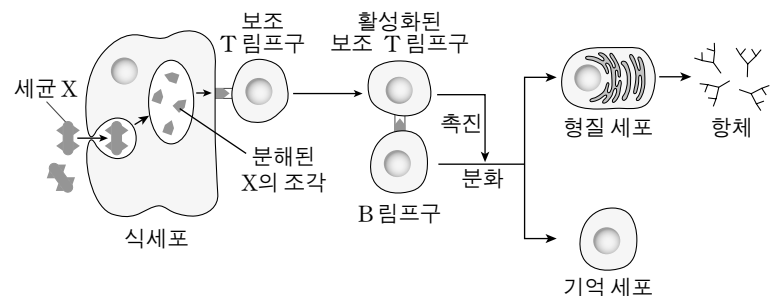 보조
T 림프구
활성화된
보조 T 림프구
세균 X
촉진
형질 세포
항체
분해된
X의 조각
분화
B 림프구
식세포
기억 세포